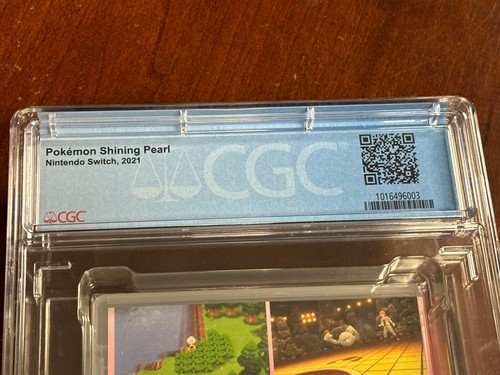 Pokémon Shining Pearl
Nintendo Switch, 2021
CGC
1016496003
CGC